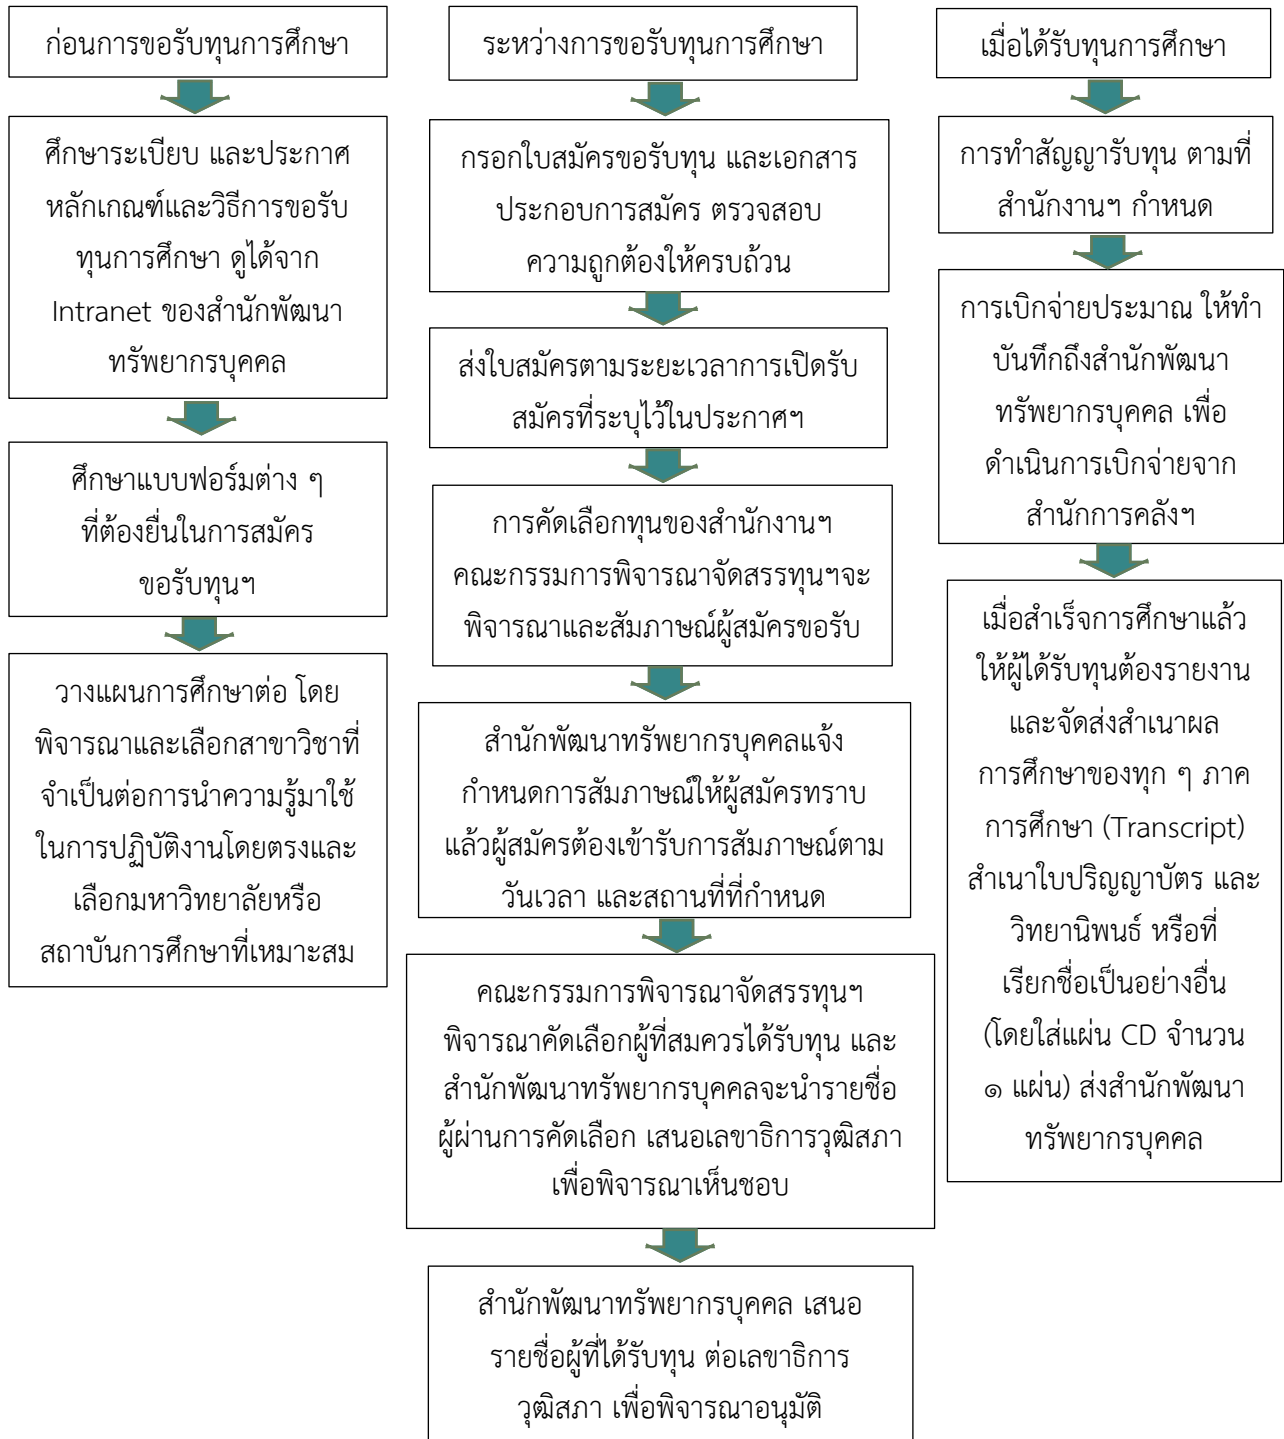 ก่อนการขอรับทุนการศึกษา
ศึกษาระเบียบ และประกาศ
หลักเกณฑ์และวิธีการขอรับ
ทุนการศึกษา ดูได้จาก
Intranet ของสำนักพัฒนา
ทรัพยากรบุคคล
ศึกษาแบบฟอร์มต่าง ๆ
ที่ต้องยื่นในการสมัคร
ขอรับทุนฯ
วางแผนการศึกษาต่อ โดย
พิจารณาและเลือกสาขาวิชาที่
จำเป็นต่อการนำความรู้มาใช้
ในการปฏิบัติงานโดยตรงและ
เลือกมหาวิทยาลัยหรือ
สถาบันการศึกษาที่เหมาะสม
ระหว่างการขอรับทุนการศึกษา
กรอกใบสมัครขอรับทุน และเอกสาร
ประกอบการสมัคร ตรวจสอบ
ความถูกต้องให้ครบถ้วน
ส่งใบสมัครตามระยะเวลาการเปิดรับ
สมัครที่ระบุไว้ในประกาศฯ
การคัดเลือกทุนของสำนักงานฯ
คณะกรรมการพิจารณาจัดสรรทุนฯจะ
พิจารณาและสัมภาษณ์ผู้สมัครขอรับ
สำนักพัฒนาทรัพยากรบุคคลแจ้ง
กำหนดการสัมภาษณ์ให้ผู้สมัครทราบ
แล้วผู้สมัครต้องเข้ารับการสัมภาษณ์ตาม
วันเวลา และสถานที่ที่กำหนด
คณะกรรมการพิจารณาจัดสรรทุนฯ
พิจารณาคัดเลือกผู้ที่สมควรได้รับทุน และ
สำนักพัฒนาทรัพยากรบุคคลจะนำรายชื่อ
ผู้ผ่านการคัดเลือก เสนอเลขาธิการวุฒิสภา
เพื่อพิจารณาเห็นชอบ
สำนักพัฒนาทรัพยากรบุคคล เสนอ
รายชื่อผู้ที่ได้รับทุน ต่อเลขาธิการ
วุฒิสภา เพื่อพิจารณาอนุมัติ
เมื่อได้รับทุนการศึกษา
การทำสัญญารับทุน ตามที่
สำนักงานฯ กำหนด
การเบิกจ่ายประมาณ ให้ทำ
บันทึกถึงสำนักพัฒนา
ทรัพยากรบุคคล เพื่อ
ดำเนินการเบิกจ่ายจาก
สำนักการคลังฯ
เมื่อสำเร็จการศึกษาแล้ว
ให้ผู้ได้รับทุนต้องรายงาน
และจัดส่งสำเนาผล
การศึกษาของทุก ๆ ภาค
การศึกษา (Transcript)
สำเนาใบปริญญาบัตร และ
วิทยานิพนธ์ หรือที่
เรียกชื่อเป็นอย่างอื่น
(โดยใส่แผ่น CD จำนวน
๑ แผ่น) ส่งสำนักพัฒนา
ทรัพยากรบุคคล